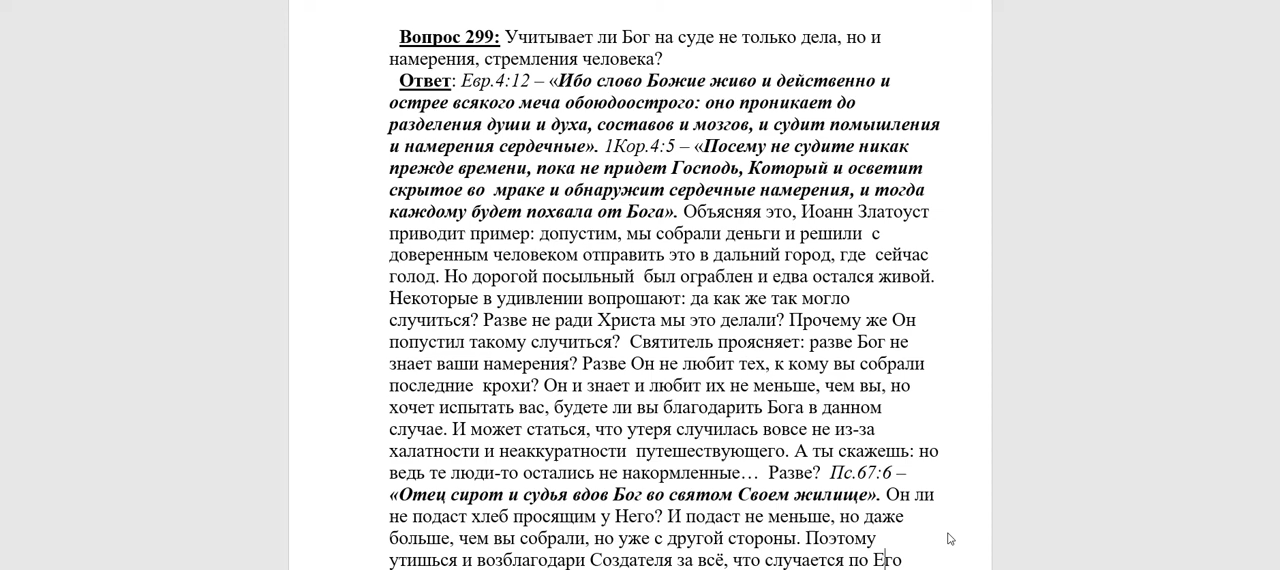 Вопрос 299: Учитывает ли Бог на суде не только дела, но и
намерения, стремления человека?
Ответ: Евр.4:12 – «Ибо слово Божие живо и действенно и
острее всякого меча обоюдоострого: оно проникает до
разделения души и духа, составов и мозгов, и судит помышления
и намерения сердечные». 1Кор.4:5 – «Посему не судите никак
прежде времени, пока не придет Господь, Который и осветит
скрытое во  мраке и обнаружит сердечные намерения, и тогда
каждому будет похвала от Бога». Объясняя это, Иоанн Златоуст
приводит пример: допустим, мы собрали деньги и решили  с
доверенным человеком отправить это в дальний город, где  сейчас
голод. Но дорогой посыльный  был ограблен и едва остался живой.
Некоторые в удивлении вопрошают: да как же так могло
случиться? Разве не ради Христа мы это делали? Прочему же Он
попустил такому случиться?  Святитель проясняет: разве Бог не
знает ваши намерения? Разве Он не любит тех, к кому вы собрали
последние  крохи? Он и знает и любит их не меньше, чем вы, но
хочет испытать вас, будете ли вы благодарить Бога в данном
случае. И может статься, что утеря случилась вовсе не из-за
халатности и неаккуратности  путешествующего. А ты скажешь: но
ведь те люди-то остались не накормленные…  Разве?  Пс.67:6 –
«Отец сирот и судья вдов Бог во святом Своем жилище». Он ли
не подаст хлеб просящим у Него? И подаст не меньше, но даже
больше, чем вы собрали, но уже с другой стороны. Поэтому
утишься и возблагодари Создателя за всё, что случается по Его